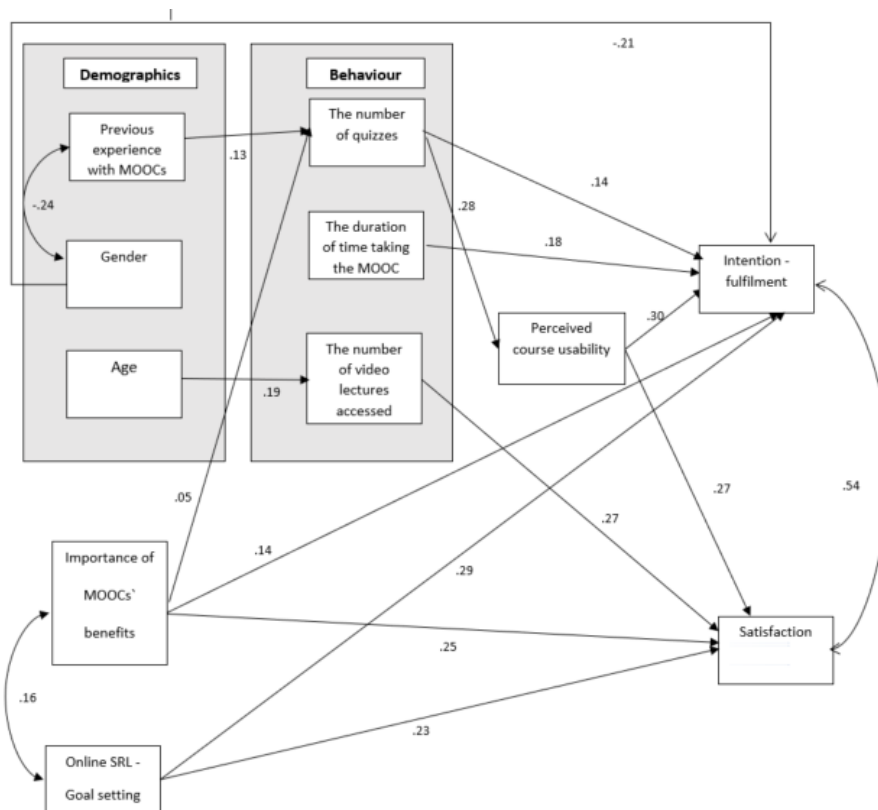 -.21
Demographics
Behaviour
Previous
experience
with MOOCs
The number
of quizzes
.13
.14
-.24
.28
Gender
The duration
of time taking
the MOOC
.18
Intention -
fulfilment
Perceived
course usability
.30
Age
The number
of video
lectures
accessed
.19
.05
.27
.27
.54
Importance of
MOOCs`
benefits
.14
.29
.25
Satisfaction
.16
.23
Online SRL -
Goal setting